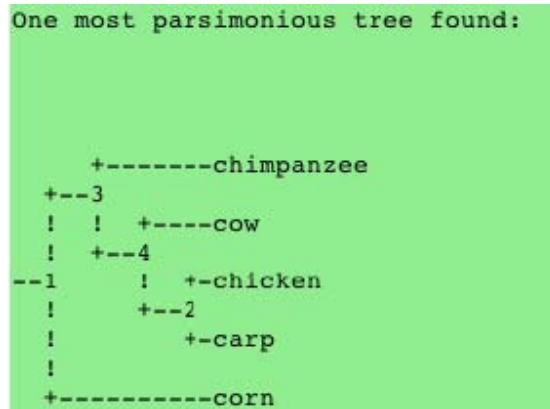 One most parsimonious tree found:
+-------chimpanzee
+--3
! ! +----cow
! +--4
--1 ! +-chicken
! +--2
! +-carp
!
+----------corn